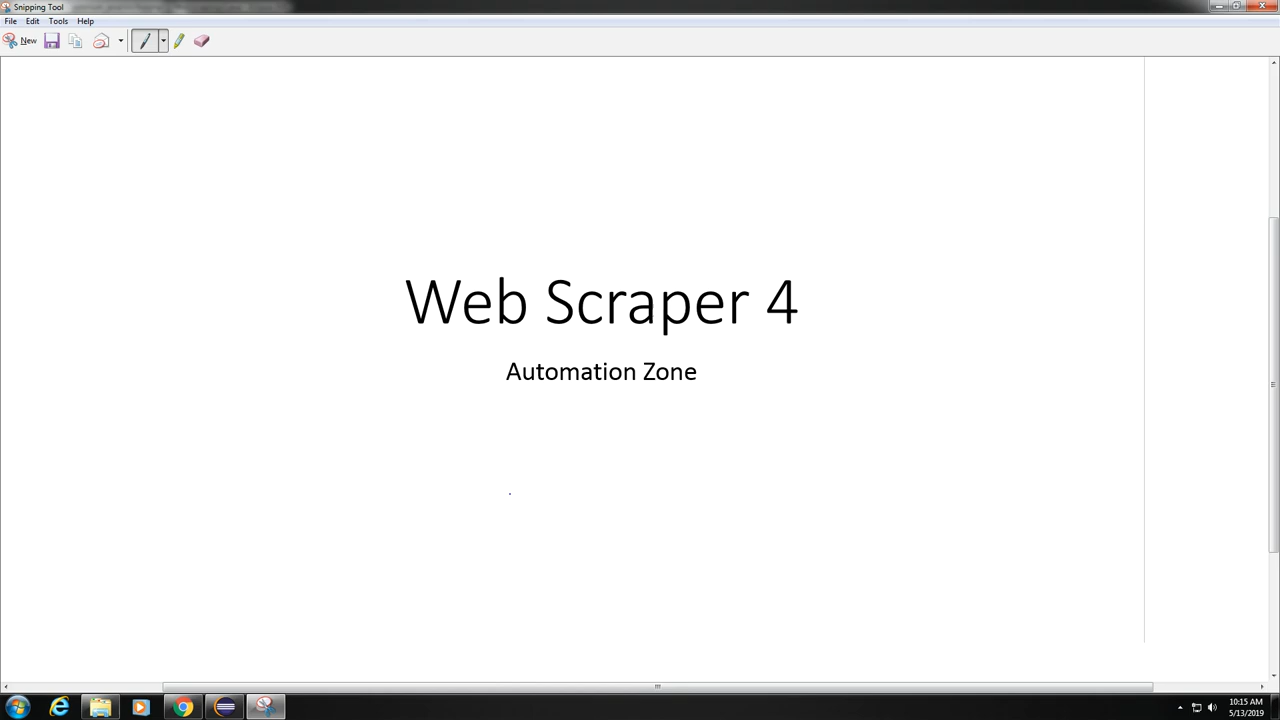 Snipping Tool
File Edit Tools Help
New
Web Scraper 4
Automation Zone
10:15 AM
5/13/2019